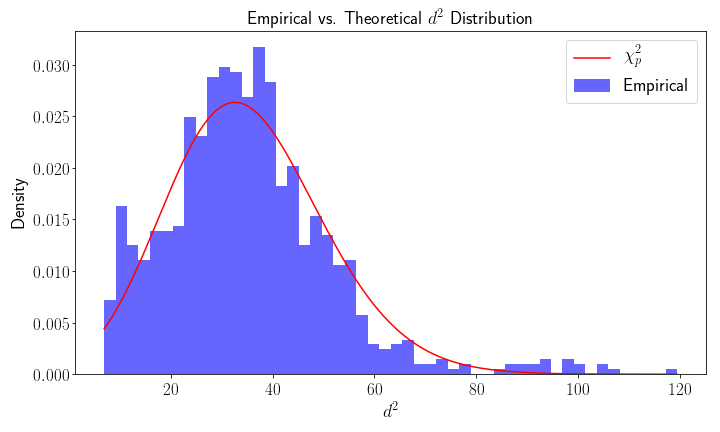 Empirical vs. Theoretical d² Distribution
χ²ₚ
Empirical
Density
0.030
0.025
0.020
0.015
0.010
0.005
0.000
20 40 60 80 100 120
d²